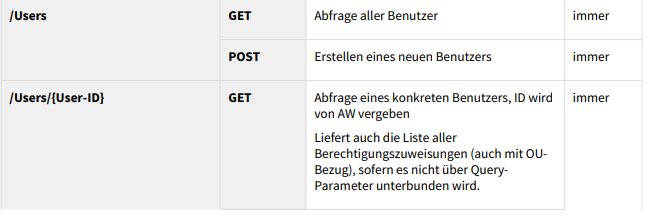 /Users GET Abfrage aller Benutzer immer
POST Erstellen eines neuen Benutzers immer
/Users/{User-ID} GET Abfrage eines konkreten Benutzers, ID wird immer
von AW vergeben
Liefert auch die Liste aller
Berechtigungszuweisungen (auch mit OU-
Bezug), sofern es nicht über Query-
Parameter unterbunden wird.